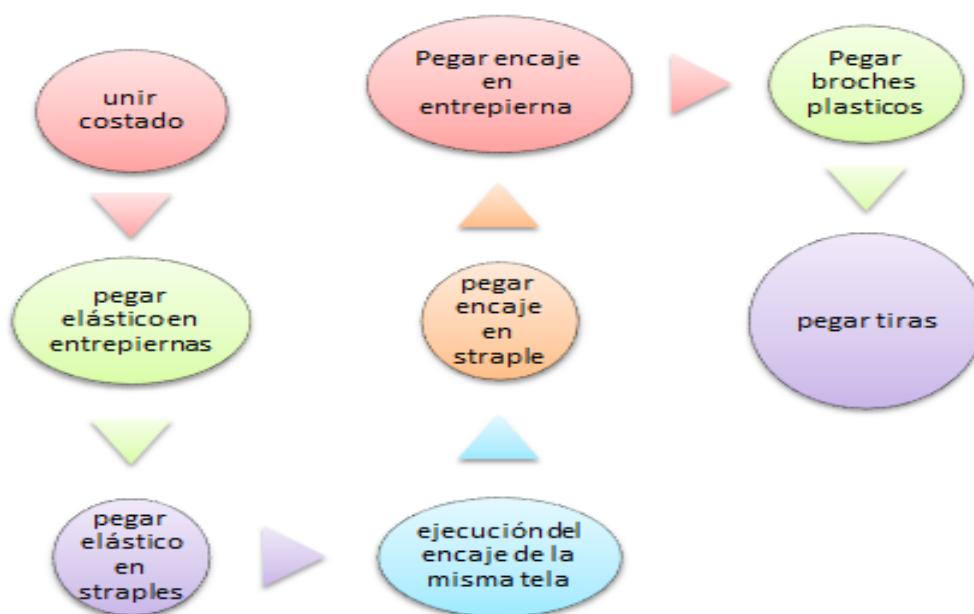 unir
costado
pegar
elástico en
entrepiernas
pegar
elástico
en
straples
ejecución del
encaje de la
misma tela
pegar
encaje
en
straple
Pegar encaje
en
entrepierna
Pegar
broches
plasticos
pegar tiras